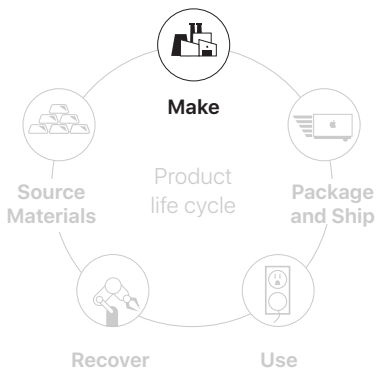 Make
Product
life cycle
Source
Materials
Package
and Ship
Recover
Use